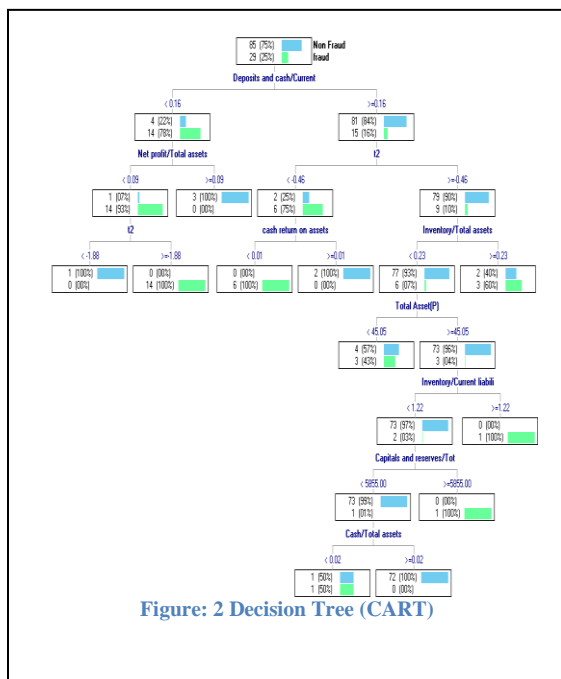 85 (75%) Non Fraud
29 (25%) fraud
Deposits and cash/Current
< 0.16 >=0.16
4 (22%) 81 (84%)
14 (78%) 15 (16%)
Net profit/Total assets t2
< 0.09 >=0.09 < -0.46 >=-0.46
1 (07%) 3 (100%) 2 (25%) 79 (90%)
14 (93%) 0 (00%) 6 (75%) 9 (10%)
t2 cash return on assets Inventory/Total assets
< -1.88 >=-1.88 < 0.01 >=0.01 < 0.23 >=0.23
1 (100%) 0 (00%) 0 (00%) 2 (100%) 77 (93%) 2 (40%)
0 (00%) 14 (100%) 6 (100%) 0 (00%) 6 (07%) 3 (60%)
Total Asset(P)
< 45.05 >=45.05
4 (57%) 73 (96%)
3 (43%) 3 (04%)
Inventory/Current liabili
< 1.22 >=1.22
73 (97%) 0 (00%)
2 (03%) 1 (100%)
Capitals and reserves/Tot
< 5855.00 >=5855.00
73 (99%) 0 (00%)
1 (01%) 1 (100%)
Cash/Total assets
< 0.02 >=0.02
1 (50%) 72 (100%)
1 (50%) 0 (00%)
Figure: 2 Decision Tree (CART)